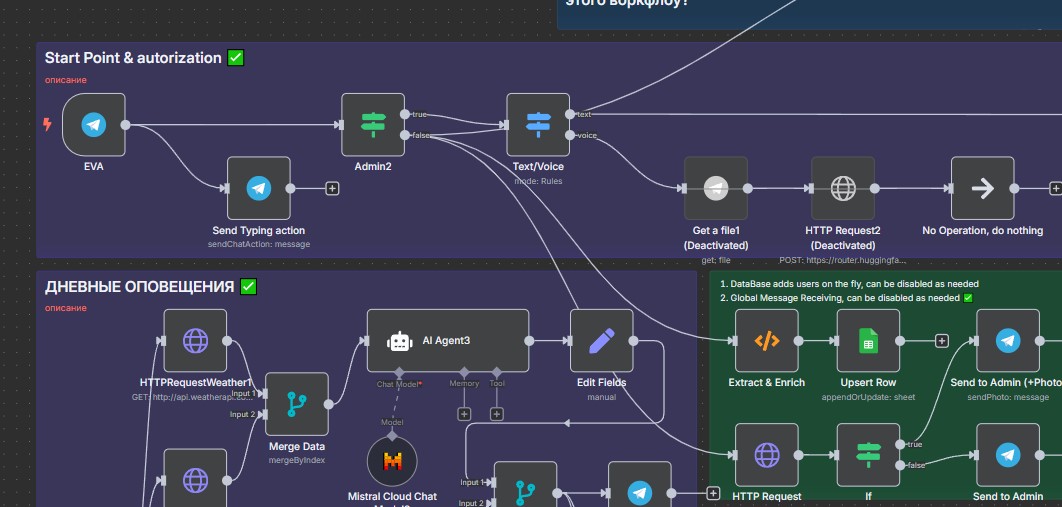 этого воркфлоу?
Start Point & autorization ✅
описание
EVA
Admin2
true
false
Text/Voice
mode: Rules
text
voice
Send Typing action
sendChatAction: message
Get a file1
(Deactivated)
get: file
HTTP Request2
(Deactivated)
POST: https://router.huggingfa...
No Operation, do nothing
ДНЕВНЫЕ ОПОВЕЩЕНИЯ ✅
описание
HTTPRequestWeather1
GET: http://api.weatherapi.co...
Input 1
Input 2
Merge Data
mergeByIndex
AI Agent3
Chat Model*
Memory
Tool
Model
Mistral Cloud Chat
Edit Fields
manual
Input 1
Input 2
1. DataBase adds users on the fly, can be disabled as needed
2. Global Message Receiving, can be disabled as needed ✅
Extract & Enrich
Upsert Row
appendOrUpdate: sheet
Send to Admin (+Photo
sendPhoto: message
HTTP Request
If
true
false
Send to Admin